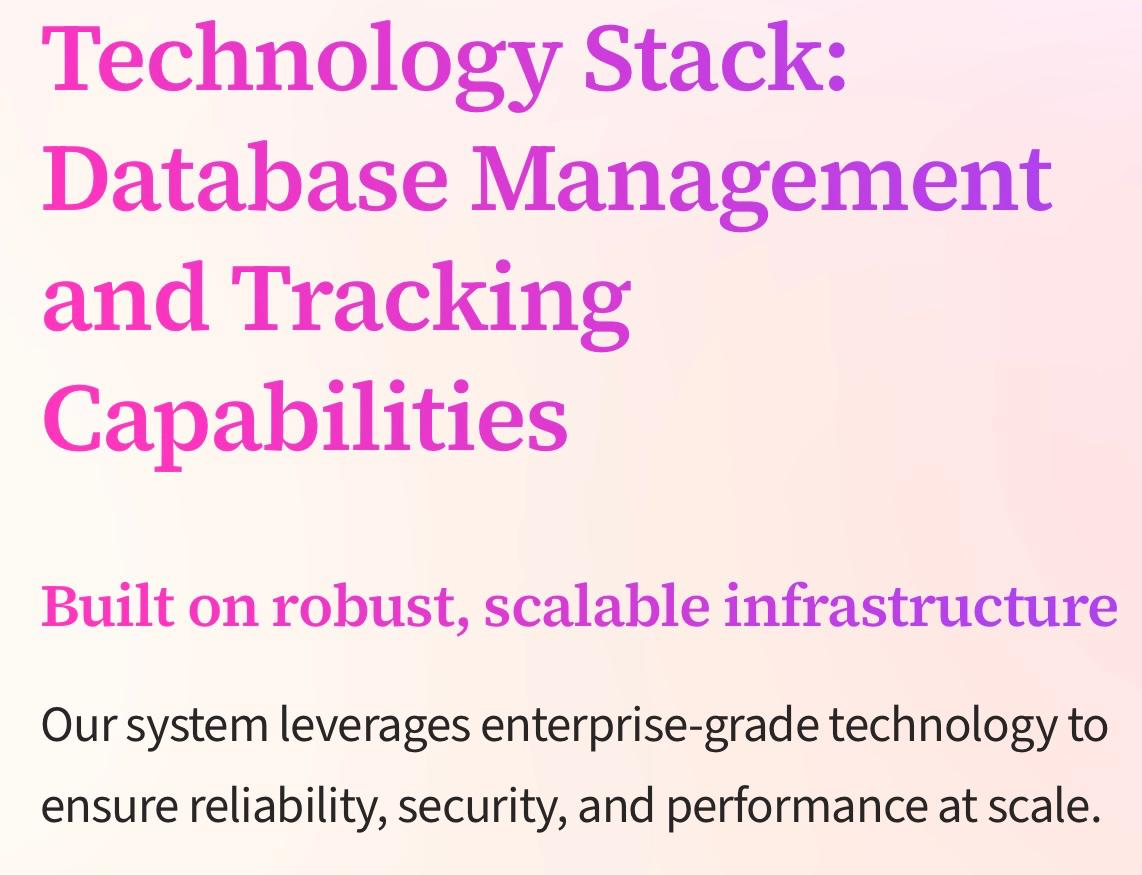 Technology Stack:
Database Management
and Tracking
Capabilities
Built on robust, scalable infrastructure
Our system leverages enterprise-grade technology to
ensure reliability, security, and performance at scale.